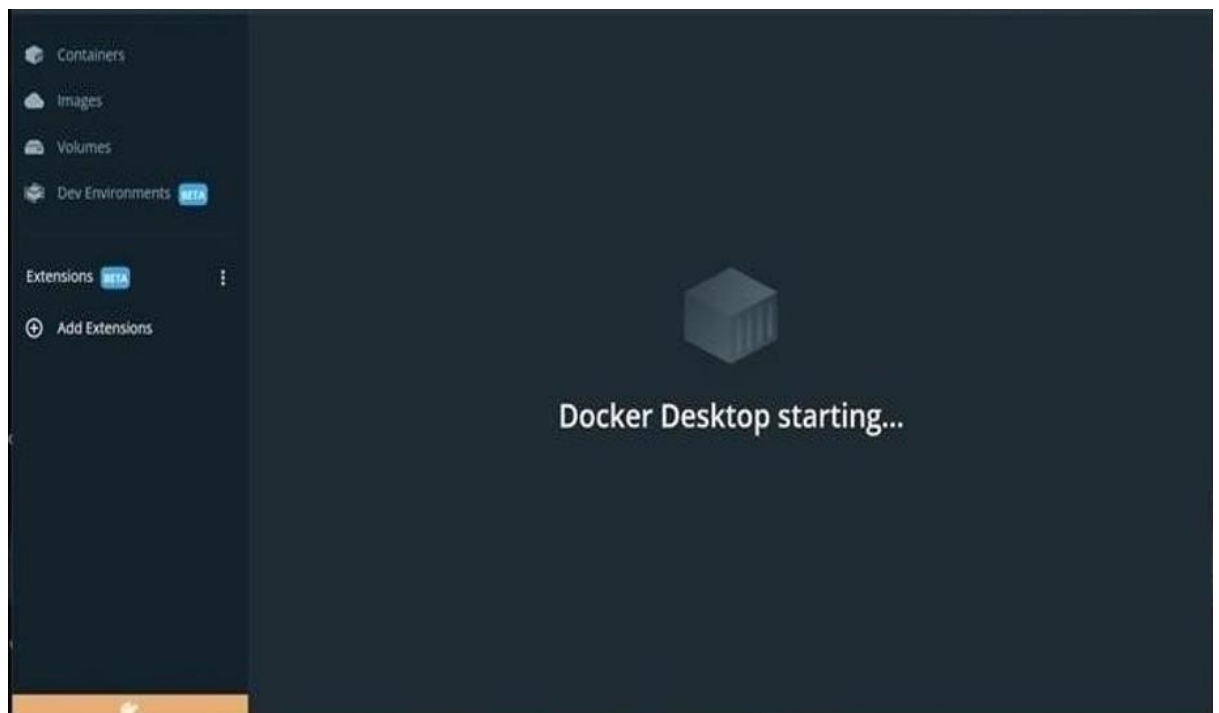 Containers
Images
Volumes
Dev Environments BETA
Extensions BETA
Add Extensions
Docker Desktop starting...